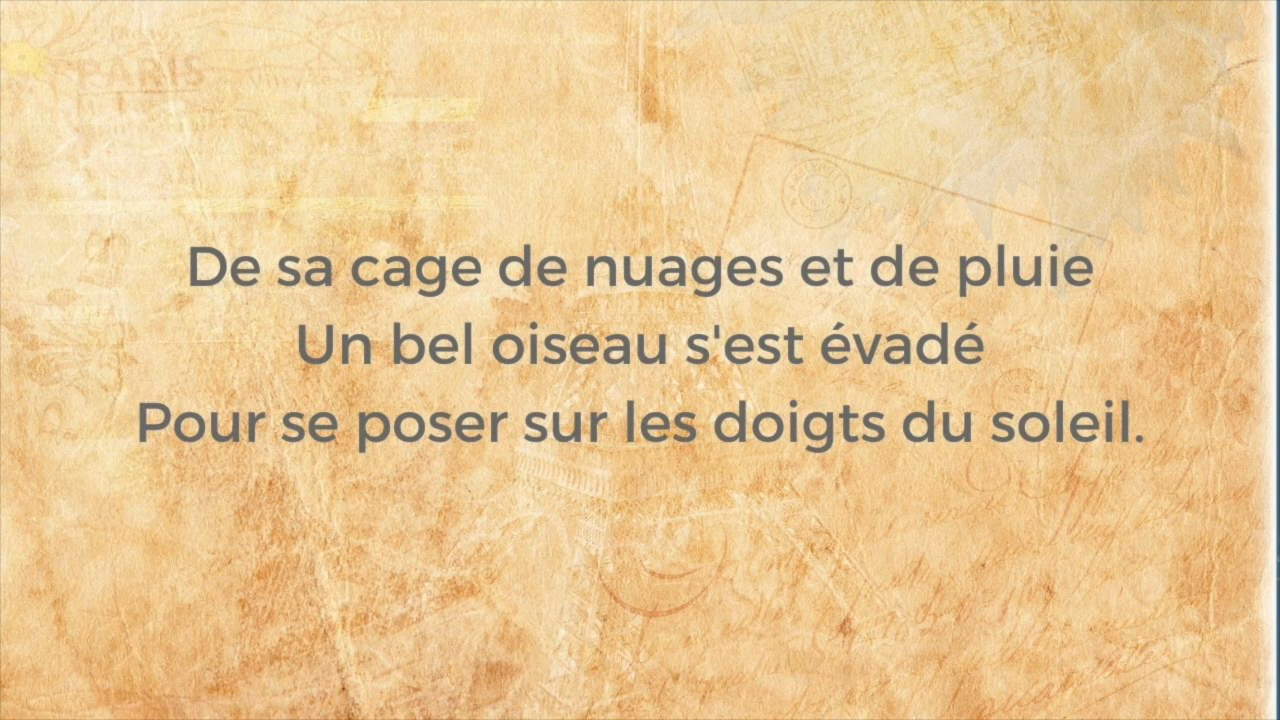 PARIS
De sa cage de nuages et de pluie
Un bel oiseau s'est évadé
Pour se poser sur les doigts du soleil.